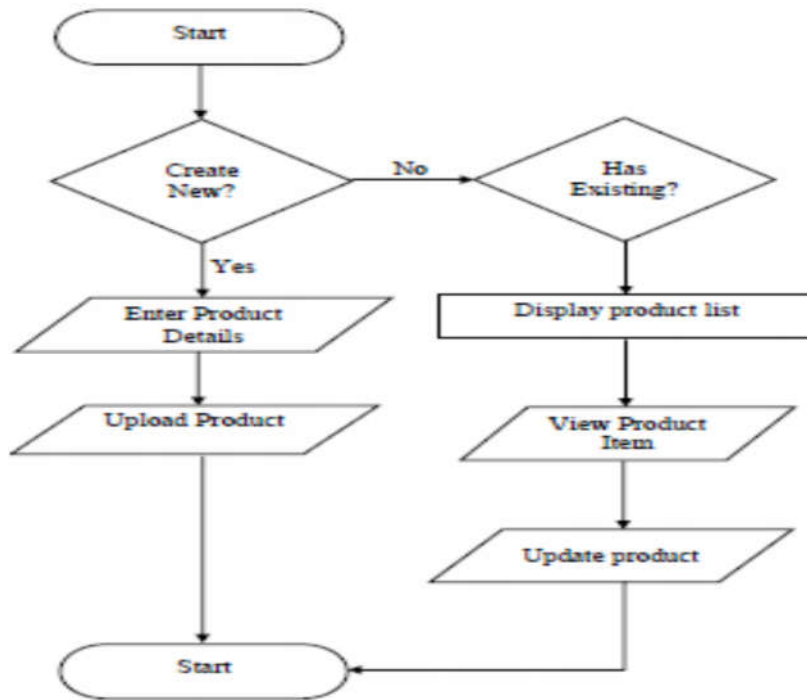 Start
Create
New?
No
Has
Existing?
Yes
Enter Product
Details
Display product list
Upload Product
View Product
Item
Update product
Start